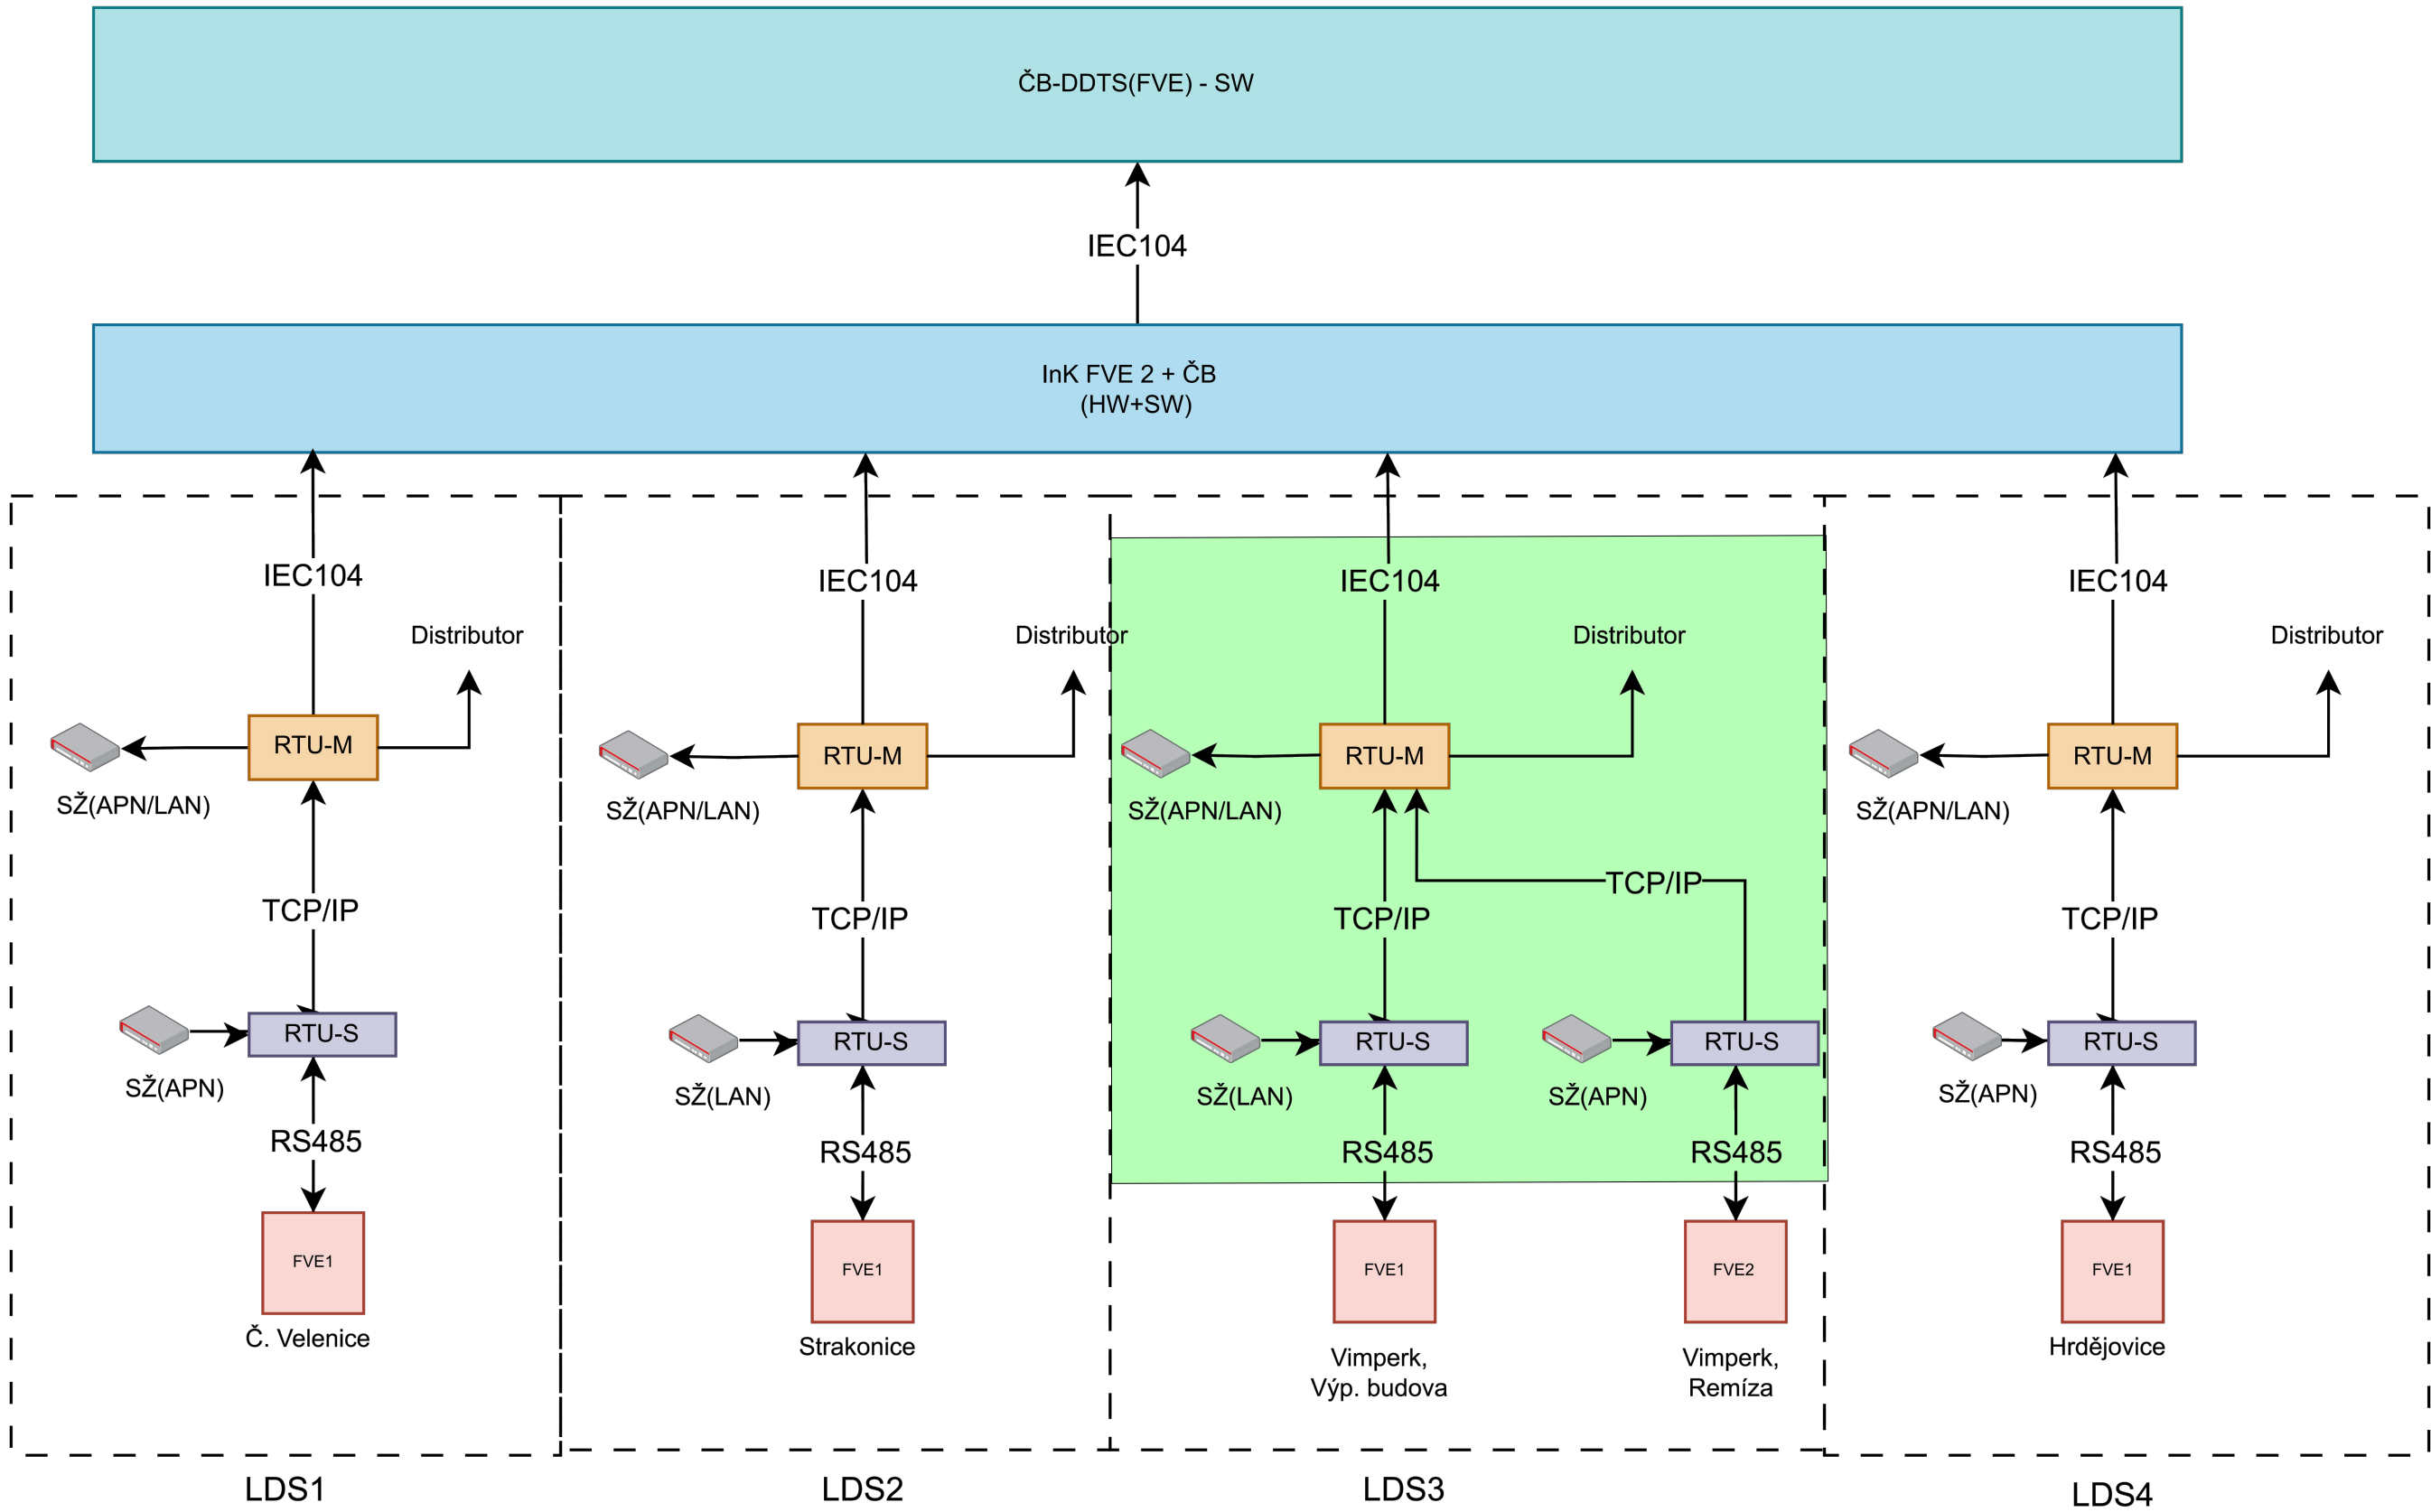 ČB-DDTS(FVE) - SW
IEC104
InK FVE 2 + ČB
(HW+SW)
IEC104
IEC104
IEC104
IEC104
Distributor
Distributor
Distributor
Distributor
RTU-M
RTU-M
RTU-M
RTU-M
SŽ(APN/LAN)
SŽ(APN/LAN)
SŽ(APN/LAN)
SŽ(APN/LAN)
TCP/IP
TCP/IP
TCP/IP
TCP/IP
TCP/IP
RTU-S
RTU-S
RTU-S
RTU-S
RTU-S
SŽ(APN)
SŽ(LAN)
SŽ(LAN)
SŽ(APN)
SŽ(APN)
RS485
RS485
RS485
RS485
RS485
FVE1
FVE1
FVE1
FVE2
FVE1
Č. Velenice
Strakonice
Vimperk,
Výp. budova
Vimperk,
Remíza
Hrdějovice
LDS1
LDS2
LDS3
LDS4